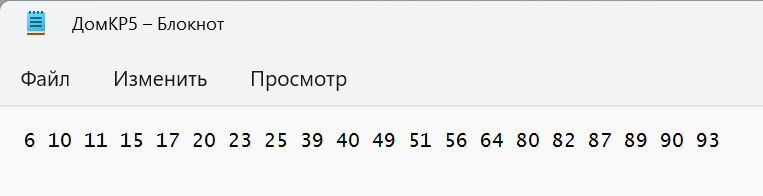 ДомКР5 – Блокнот
Файл Изменить Просмотр
6 10 11 15 17 20 23 25 39 40 49 51 56 64 80 82 87 89 90 93